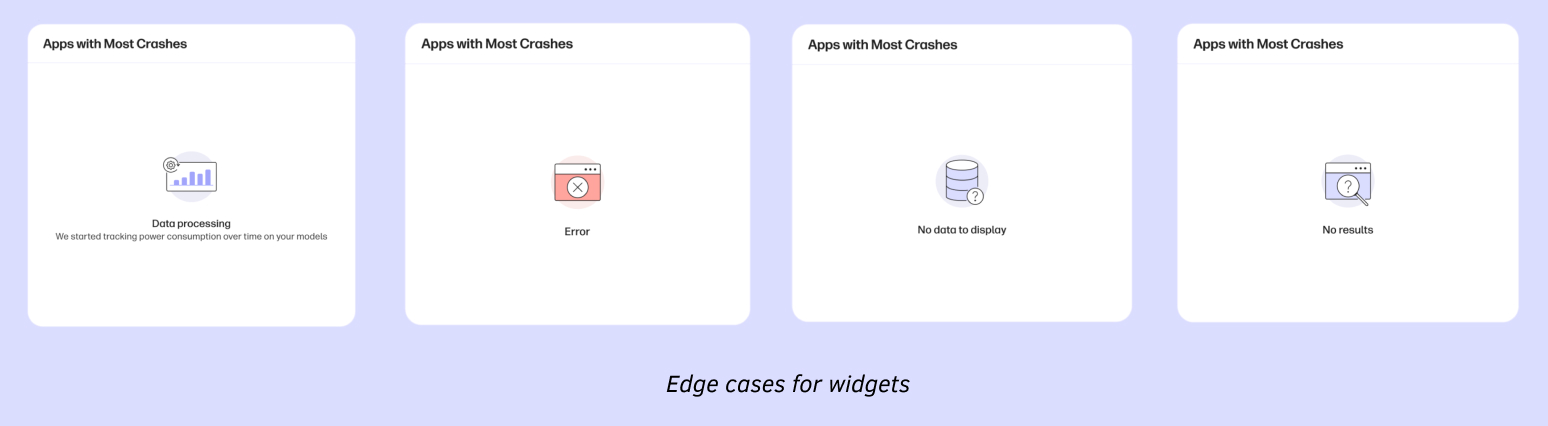 Apps with Most Crashes
Data processing
We started tracking power consumption over time on your models
Apps with Most Crashes
Error
Apps with Most Crashes
?
No data to display
Apps with Most Crashes
?
No results
Edge cases for widgets